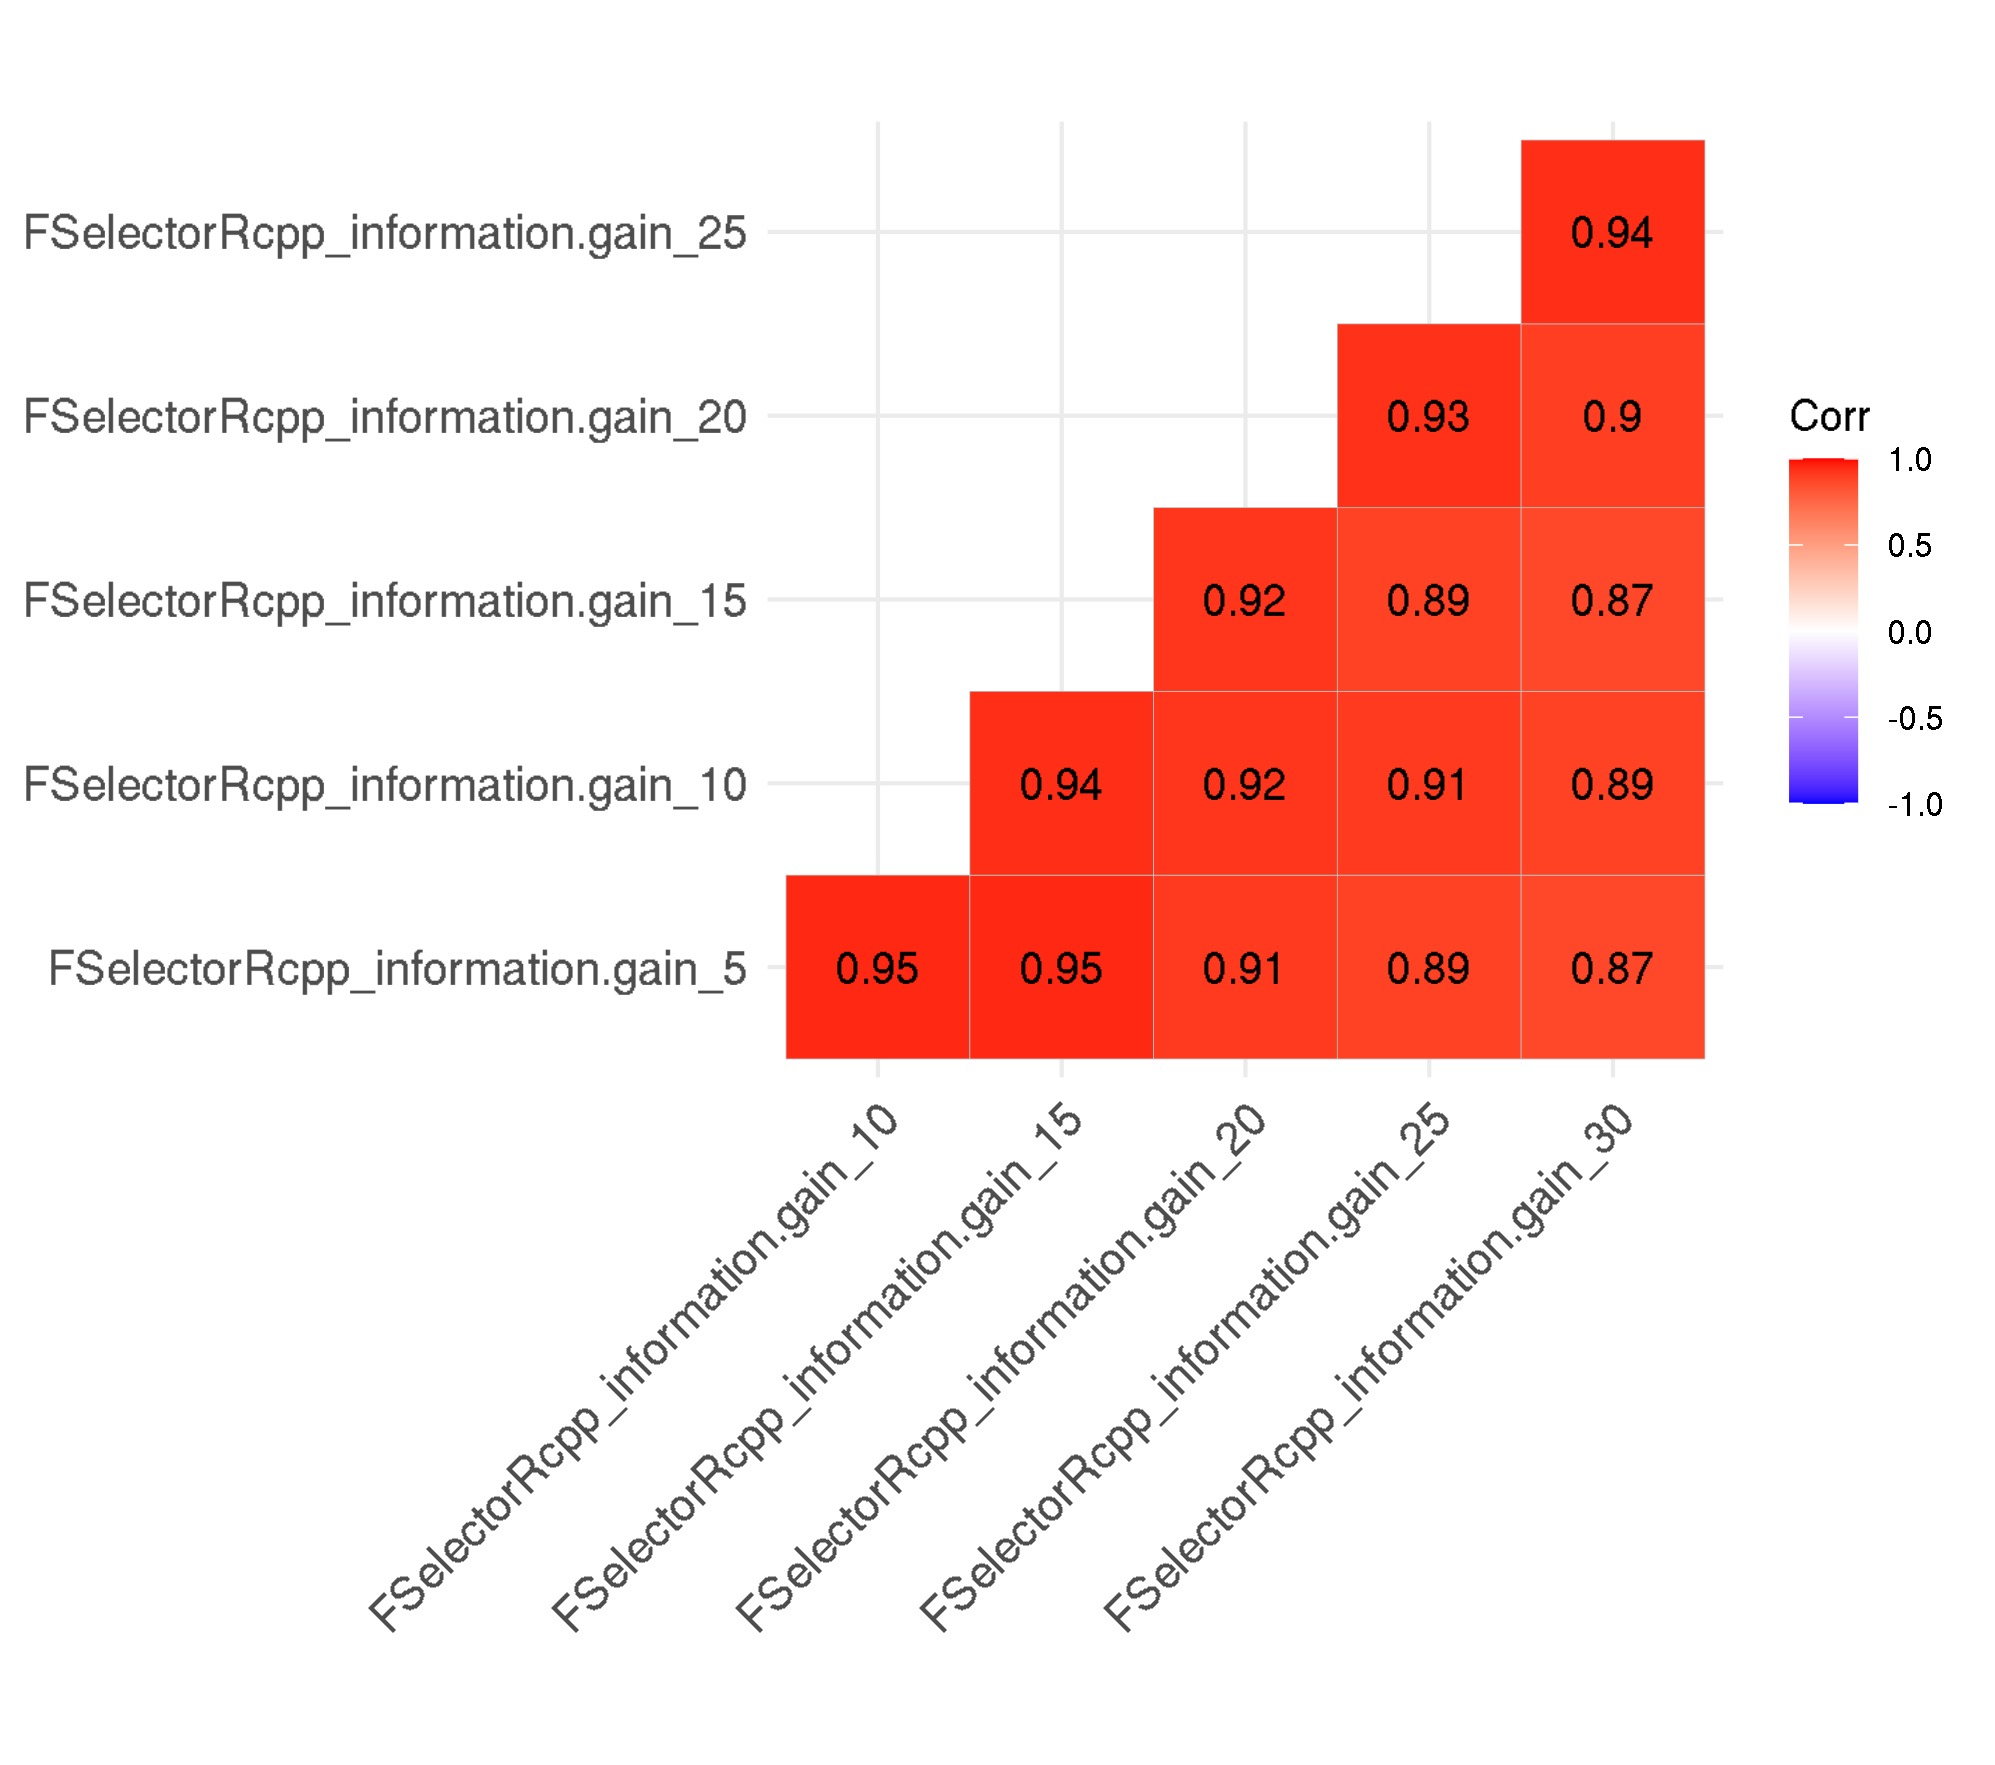 FSelectorRcpp_information.gain_25
0.94
FSelectorRcpp_information.gain_20
0.93
0.9
FSelectorRcpp_information.gain_15
0.92
0.89
0.87
FSelectorRcpp_information.gain_10
0.94
0.92
0.91
0.89
FSelectorRcpp_information.gain_5
0.95
0.95
0.91
0.89
0.87
FSelectorRcpp_information.gain_10
FSelectorRcpp_information.gain_15
FSelectorRcpp_information.gain_20
FSelectorRcpp_information.gain_25
FSelectorRcpp_information.gain_30
Corr
1.0
0.5
0.0
-0.5
-1.0